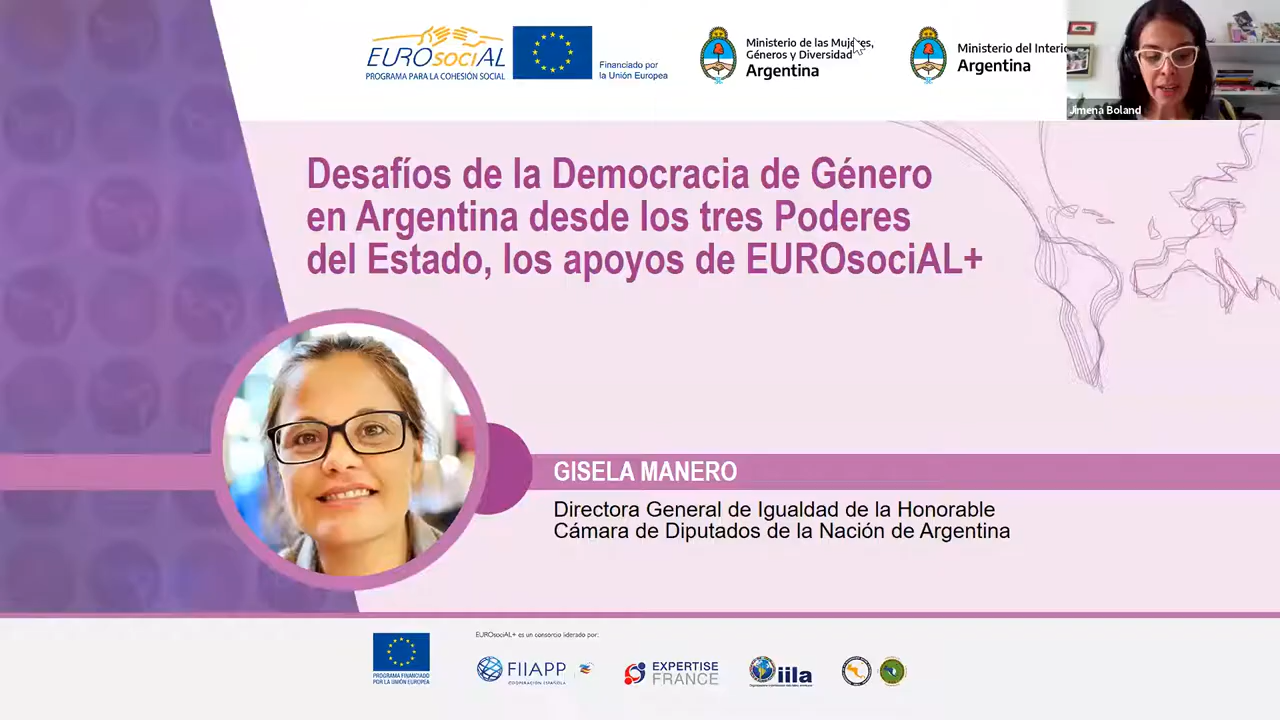 EUROsociAL
PROGRAMA PARA LA COHESIÓN SOCIAL
Financiado por
la Unión Europea
Ministerio de las Mujeres,
Géneros y Diversidad
Argentina
Ministerio del Interio
Argentina
Jimena Boland
Desafíos de la Democracia de Género
en Argentina desde los tres Poderes
del Estado, los apoyos de EUROsociAL+
GISELA MANERO
Directora General de Igualdad de la Honorable
Cámara de Diputados de la Nación de Argentina
EUROsociAL+ es un consorcio liderado por:
PROGRAMA FINANCIADO
POR LA UNIÓN EUROPEA
FIIAPP
COOPERACIÓN ESPAÑOLA
EXPERTISE
FRANCE
iila